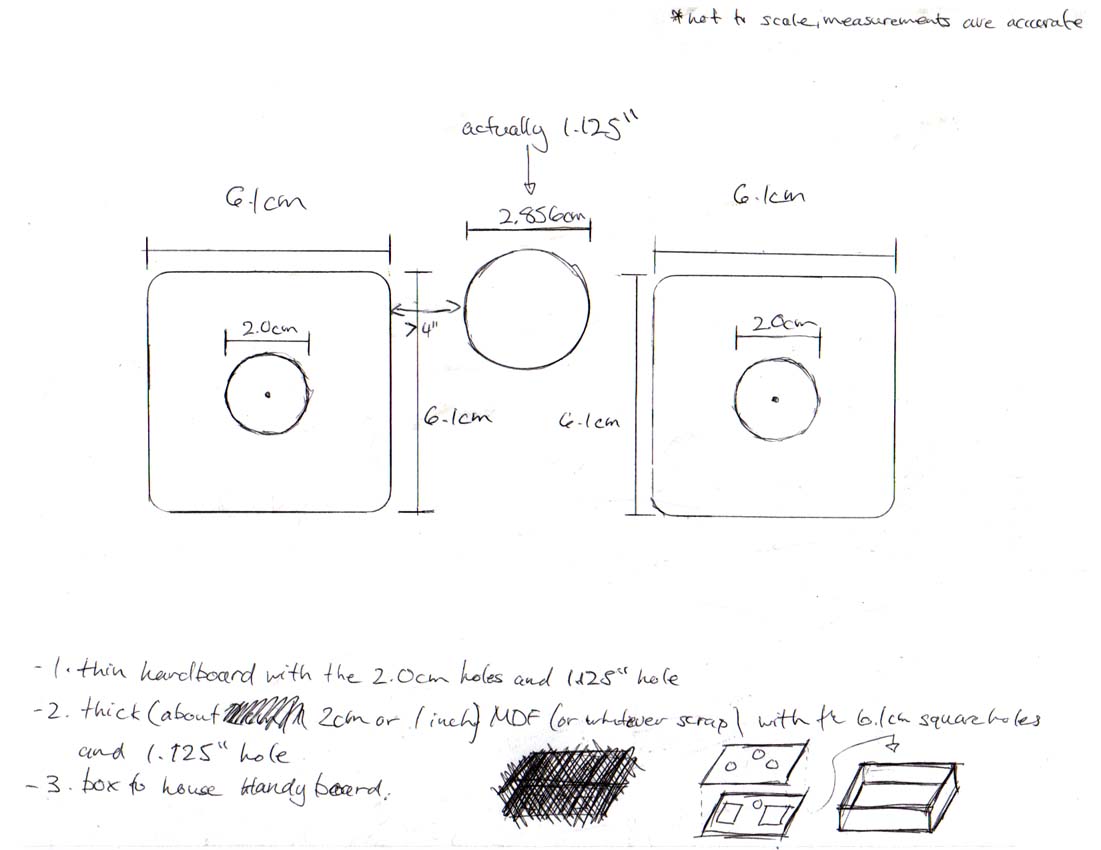 *not to scale, measurements are accurate
actually 1.125"
6.1cm
6.1cm
2.856cm
2.0cm
2.0cm
>4"
6.1cm
6.1cm
-1. thin hardboard with the 2.0cm holes and 1.125" hole
-2. thick (about 2cm or 1 inch) MDF (or whatever scrap) with the 6.1cm square holes
and 1.125" hole
-3. box to house Handyboard.